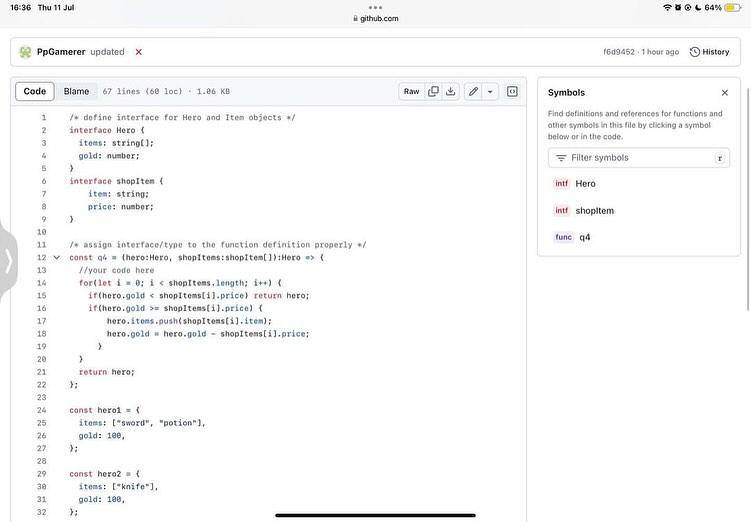 16:36 Thu 11 Jul
64%
github.com
PpGamerer updated
f6d9452 · 1 hour ago
History
Code Blame 67 lines (60 loc) · 1.06 KB
Raw
1 /* define interface for Hero and Item objects */
2 interface Hero {
3 items: string[];
4 gold: number;
5 }
6 interface shopItem {
7 item: string;
8 price: number;
9 }
10
11 /* assign interface/type to the function definition properly */
12 const q4 = (hero:Hero, shopItems:shopItem[]):Hero => {
13 //your code here
14 for(let i = 0; i < shopItems.length; i++) {
15 if(hero.gold < shopItems[i].price) return hero;
16 if(hero.gold >= shopItems[i].price) {
17 hero.items.push(shopItems[i].item);
18 hero.gold = hero.gold - shopItems[i].price;
19 }
20 }
21 return hero;
22 };
23
24 const hero1 = {
25 items: ["sword", "potion"],
26 gold: 100,
27 };
28
29 const hero2 = {
30 items: ["knife"],
31 gold: 100,
32 };
Symbols
Find definitions and references for functions and
other symbols in this file by clicking a symbol
below or in the code.
Filter symbols r
intf Hero
intf shopItem
func q4